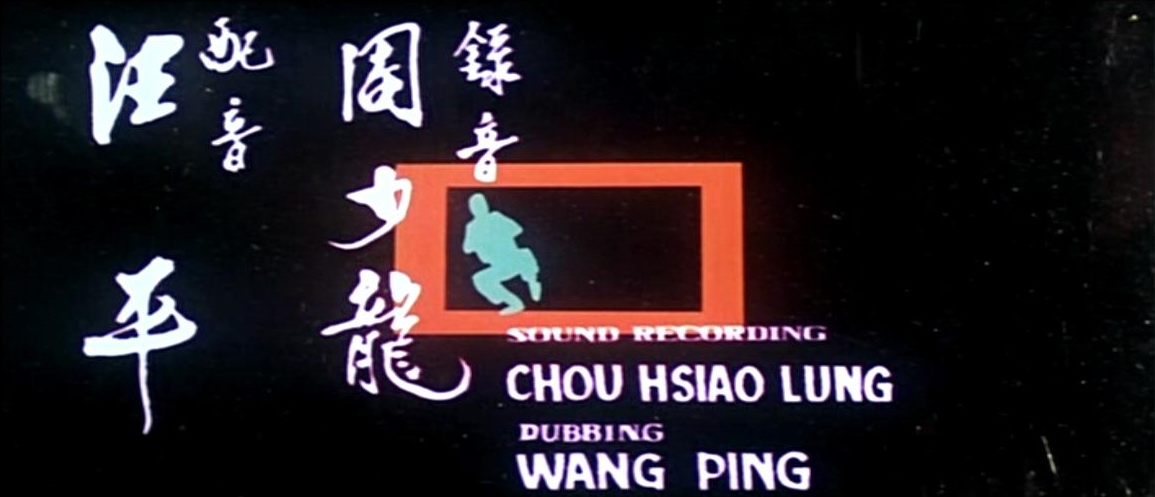 錄音
周少龍
配音
汪平
SOUND RECORDING
CHOU HSIAO LUNG
DUBBING
WANG PING